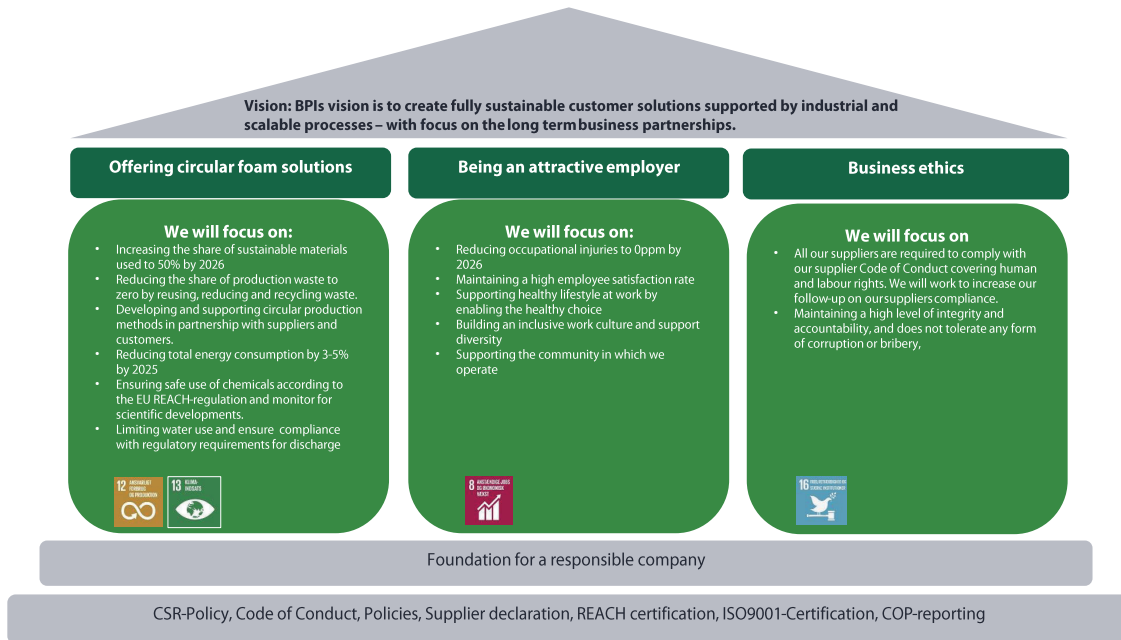 Vision: BPIs vision is to create fully sustainable customer solutions supported by industrial and
scalable processes – with focus on the long term business partnerships.
Offering circular foam solutions
We will focus on:
• Increasing the share of sustainable materials
used to 50% by 2026
• Reducing the share of production waste to
zero by reusing, reducing and recycling waste.
• Developing and supporting circular production
methods in partnership with suppliers and
customers.
• Reducing total energy consumption by 3-5%
by 2025
• Ensuring safe use of chemicals according to
the EU REACH-regulation and monitor for
scientific developments.
• Limiting water use and ensure compliance
with regulatory requirements for discharge
12 ANSVARLIGT
FORBRUG
OG PRODUKTION
13 KLIMA-
INDSATS
Being an attractive employer
We will focus on:
• Reducing occupational injuries to 0ppm by
2026
• Maintaining a high employee satisfaction rate
• Supporting healthy lifestyle at work by
enabling the healthy choice
• Building an inclusive work culture and support
diversity
• Supporting the community in which we
operate
8 ANSTÆNDIGE JOBS
OG ØKONOMISK
VÆKST
Business ethics
We will focus on
• All our suppliers are required to comply with
our supplier Code of Conduct covering human
and labour rights. We will work to increase our
follow-up on our suppliers compliance.
• Maintaining a high level of integrity and
accountability, and does not tolerate any form
of corruption or bribery,
16
Foundation for a responsible company
CSR-Policy, Code of Conduct, Policies, Supplier declaration, REACH certification, ISO9001-Certification, COP-reporting